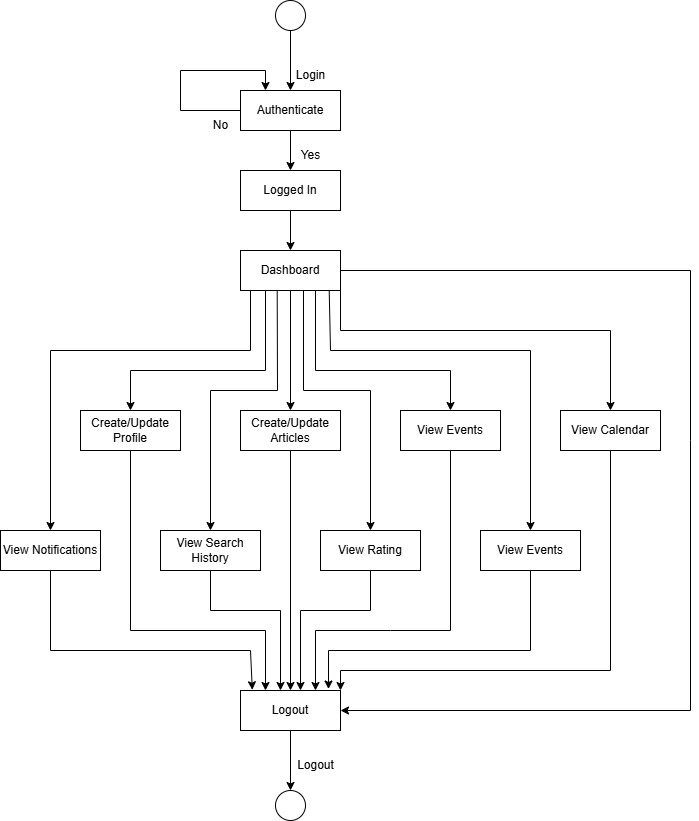 Login
Authenticate
No
Yes
Logged In
Dashboard
Create/Update
Profile
Create/Update
Articles
View Events
View Calendar
View Notifications
View Search
History
View Rating
View Events
Logout
Logout